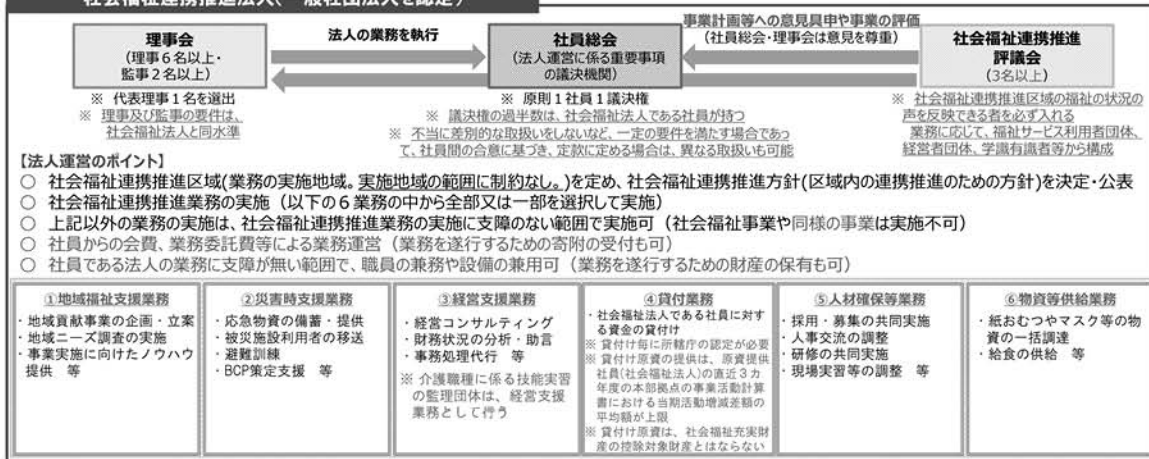 社会福祉連携推進法人(一般社団法人を認定)
理事会
(理事6名以上・
監事2名以上)
法人の業務を執行
社員総会
(法人運営に係る重要事項
の議決機関)
事業計画等への意見具申や事業の評価
(社員総会・理事会は意見を尊重)
社会福祉連携推進
評議会
(3名以上)
※ 代表理事1名を選出
※ 理事及び監事の要件は、
社会福祉法人と同水準
※ 原則1社員1議決権
※ 議決権の過半数は、社会福祉法人である社員が持つ
※ 不当に差別的な取扱いをしないなど、一定の要件を満たす場合であっ
て、社員間の合意に基づき、定款に定める場合は、異なる取扱いも可能
※ 社会福祉連携推進区域の福祉の状況の
声を反映できる者を必ず入れる
業務に応じて、福祉サービス利用者団体、
経営者団体、学識有識者等から構成
【法人運営のポイント】
○ 社会福祉連携推進区域(業務の実施地域。実施地域の範囲に制約なし。)を定め、社会福祉連携推進方針(区域内の連携推進のための方針)を決定・公表
○ 社会福祉連携推進業務の実施(以下の6業務の中から全部又は一部を選択して実施)
○ 上記以外の業務の実施は、社会福祉連携推進業務の実施に支障のない範囲で実施可(社会福祉事業や同様の事業は実施不可)
○ 社員からの会費、業務委託費等による業務運営(業務を遂行するための寄附の受付も可)
○ 社員である法人の業務に支障が無い範囲で、職員の兼務や設備の兼用可(業務を遂行するための財産の保有も可)
①地域福祉支援業務
・地域貢献事業の企画・立案
・地域ニーズ調査の実施
・事業実施に向けたノウハウ
提供 等
②災害時支援業務
・応急物資の備蓄・提供
・被災施設利用者の移送
・避難訓練
・BCP策定支援 等
③経営支援業務
・経営コンサルティング
・財務状況の分析・助言
・事務処理代行 等
※ 介護職種に係る技能実習
の監理団体は、経営支援
業務として行う
④貸付業務
・社会福祉法人である社員に対す
る資金の貸付け
※ 貸付け毎に所轄庁の認定が必要
※ 貸付け原資の提供は、原資提供
社員(社会福祉法人)の直近3カ
年度の本部拠点の事業活動計算
書における当期活動増減差額の
平均額が上限
※ 貸付け原資は、社会福祉充実財
産の控除対象財産とはならない
⑤人材確保等業務
・採用・募集の共同実施
・人事交流の調整
・研修の共同実施
・現場実習等の調整 等
⑥物資等供給業務
・紙おむつやマスク等の物
資の一括調達
・給食の供給 等